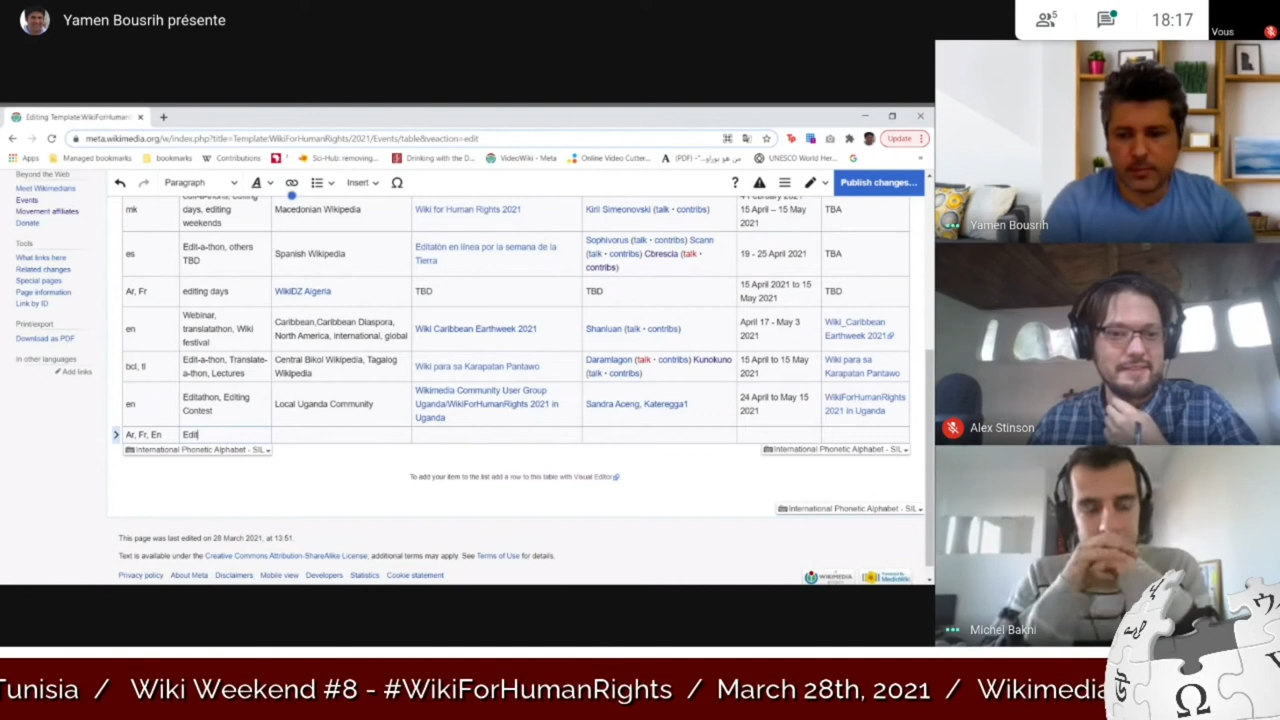 Yamen Bousrih présente
5
18:17
Vous
Editing Template:WikiForHumanR
meta.wikimedia.org/w/index.php?title=Template:WikiForHumanRights/2021/Events/table&veaction=edit
Update
Apps
Managed bookmarks
bookmarks
Contributions
Sci-Hub: removing...
Drinking with the D...
VideoWiki - Meta
Online Video Cutter...
UNESCO World Her...
Beyond the Web
Meet Wikimedians
Events
Movement affiliates
Donate
Tools
What links here
Related changes
Special pages
Page information
Link by ID
Print/export
Download as PDF
In other languages
Add links
Paragraph
A
Insert
Ω
?
Publish changes...
mk
days, editing
weekends
Macedonian Wikipedia
Wiki for Human Rights 2021
Kiril Simeonovski (talk • contribs)
15 April – 15 May
2021
TBA
es
Edit-a-thon, others
TBD
Spanish Wikipedia
Editatón en línea por la semana de la
Tierra
Sophivorus (talk • contribs) Scann
(talk • contribs) Cbrescia (talk •
contribs)
19 - 25 April 2021
TBA
Ar, Fr
editing days
WikiDZ Algeria
TBD
TBD
15 April 2021 to 15
May 2021
TBD
en
Webinar,
translatathon, Wiki
festival
Caribbean,Caribbean Diaspora,
North America, international, global
Wiki Caribbean Earthweek 2021
Shanluan (talk • contribs)
April 17 - May 3
2021
Wiki_Caribbean
Earthweek 2021
bcl, tl
Edit-a-thon, Translate-
a-thon, Lectures
Central Bikol Wikipedia, Tagalog
Wikipedia
Wiki para sa Karapatan Pantawo
Daramlagon (talk • contribs) Kunokuno
(talk • contribs)
15 April to 15 May
2021
Wiki para sa
Karapatan Pantawo
en
Editathon, Editing
Contest
Local Uganda Community
Wikimedia Community User Group
Uganda/WikiForHumanRights 2021 in
Uganda
Sandra Aceng, Kateregga1
24 April to May 15
2021
WikiForHumanRights
2021 in Uganda
Ar, Fr, En
Edit
International Phonetic Alphabet - SIL
International Phonetic Alphabet - SIL
To add your item to the list add a row to this table with Visual Editor
International Phonetic Alphabet - SIL
This page was last edited on 28 March 2021, at 13:51.
Text is available under the Creative Commons Attribution-ShareAlike License; additional terms may apply. See Terms of Use for details.
Privacy policy
About Meta
Disclaimers
Mobile view
Developers
Statistics
Cookie statement
WIKIMEDIA
MediaWiki
Yamen Bousrih
Alex Stinson
Michel Bakni
Tunisia / Wiki Weekend #8 - #WikiForHumanRights / March 28th, 2021 / Wikimedia
Ω